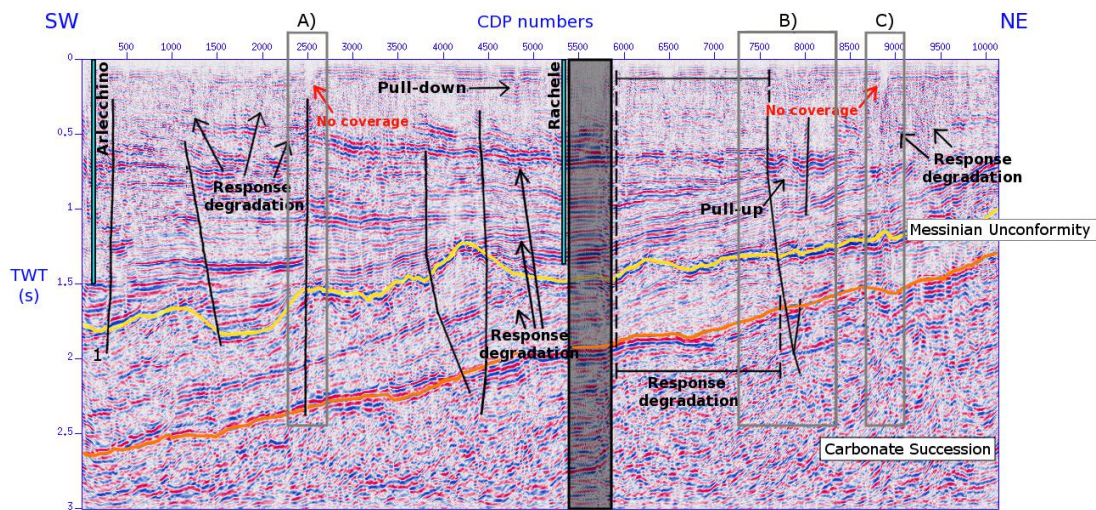 SW
A)
CDP numbers
B)
C)
NE
500
1000
1500
2000
2500
3000
3500
4000
4500
5000
5500
6000
6500
7000
7500
8000
8500
9000
9500
10000
0
0.5
1
1.5
2
2.5
3
TWT
(s)
Arlecchino
Rachele
Pull-down
No coverage
No coverage
Response
degradation
Response
degradation
Pull-up
Messinian Unconformity
1
Response
degradation
Response
degradation
Carbonate Succession